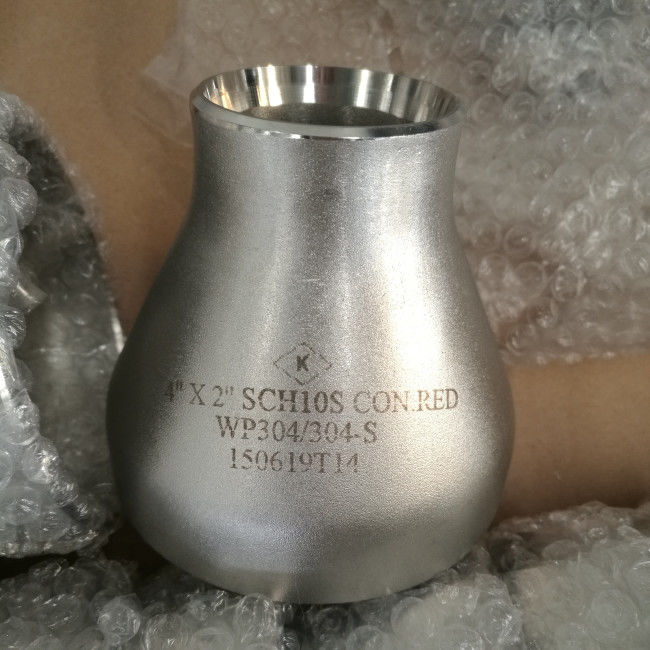 K
4" X 2" SCH10S CON.RED
WP304/304-S
150619T14